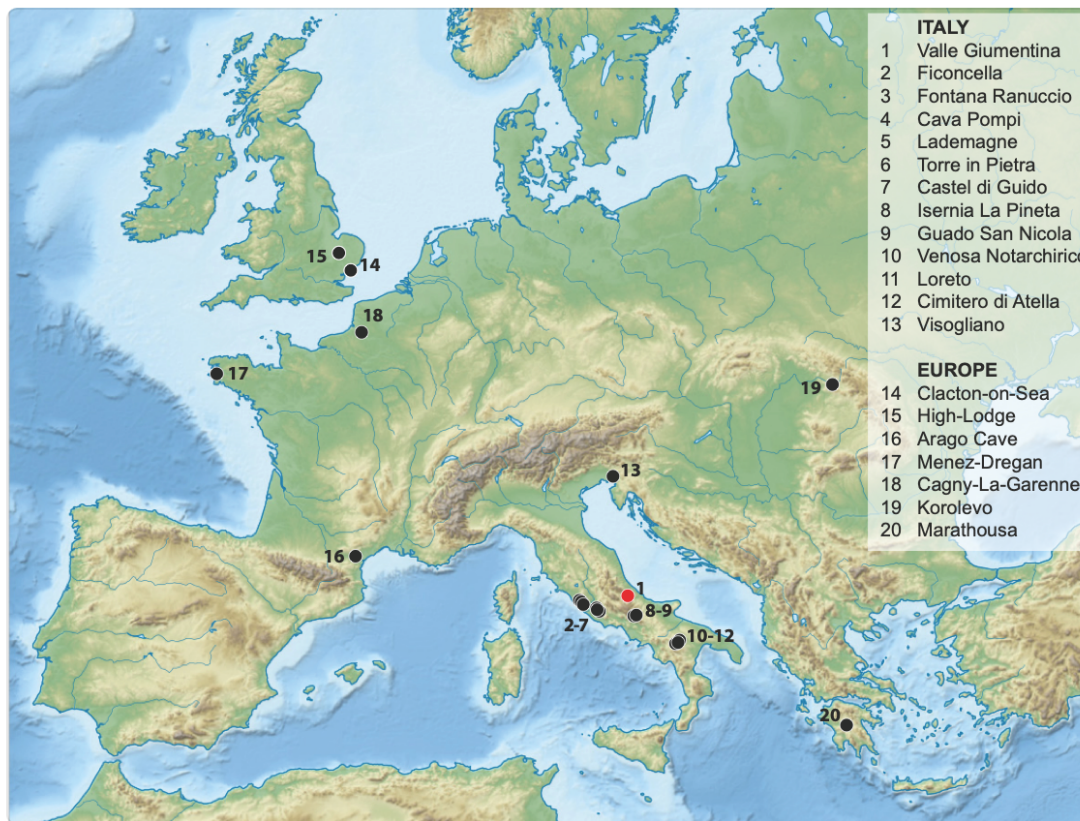 ITALY
1 Valle Giumentina
2 Ficoncella
3 Fontana Ranuccio
4 Cava Pompi
5 Lademagne
6 Torre in Pietra
7 Castel di Guido
8 Isernia La Pineta
9 Guado San Nicola
10 Venosa Notarchirico
11 Loreto
12 Cimitero di Atella
13 Visogliano
EUROPE
14 Clacton-on-Sea
15 High-Lodge
16 Arago Cave
17 Menez-Dregan
18 Cagny-La-Garenne
19 Korolevo
20 Marathousa
15
14
18
17
19
13
16
1
8-9
2-7
10-12
20